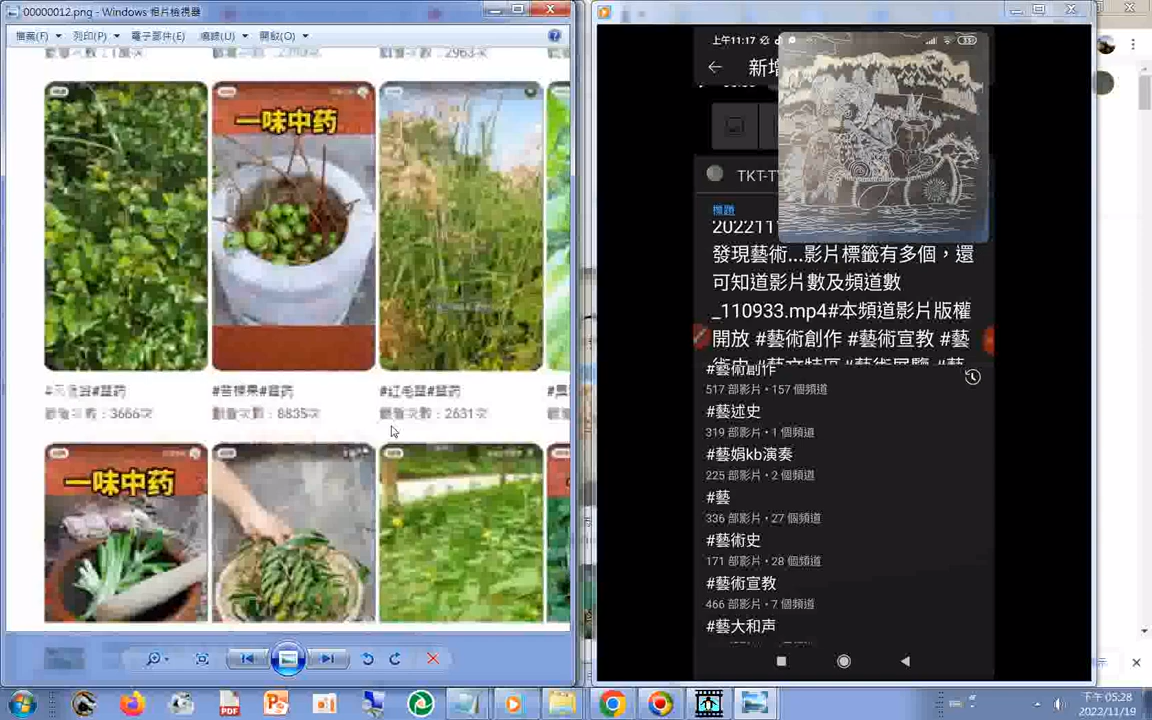 00000012.png - Windows 相片檢視器
檔案(F)
列印(P)
電子郵件(E)
燒錄(U)
開啟(O)
一味中药
#苦楝果#草药
#紅毛草#草药
觀看次數：3666次
觀看次數：8835次
觀看次數：2631次
一味中药
上午11:17
新增
TKT-T
標題
發現藝術...影片標籤有多個，還
可知道影片數及頻道數
_110933.mp4#本頻道影片版權
開放 #藝術創作 #藝術宣教 #藝
#藝術創作
517 部影片・157 個頻道
#藝述史
319 部影片・1 個頻道
#藝娟kb演奏
225 部影片・2 個頻道
#藝
336 部影片・27 個頻道
#藝術史
171 部影片・28 個頻道
#藝術宣教
466 部影片・7 個頻道
#藝大和声
PDF
下午 05:28
2022/11/19